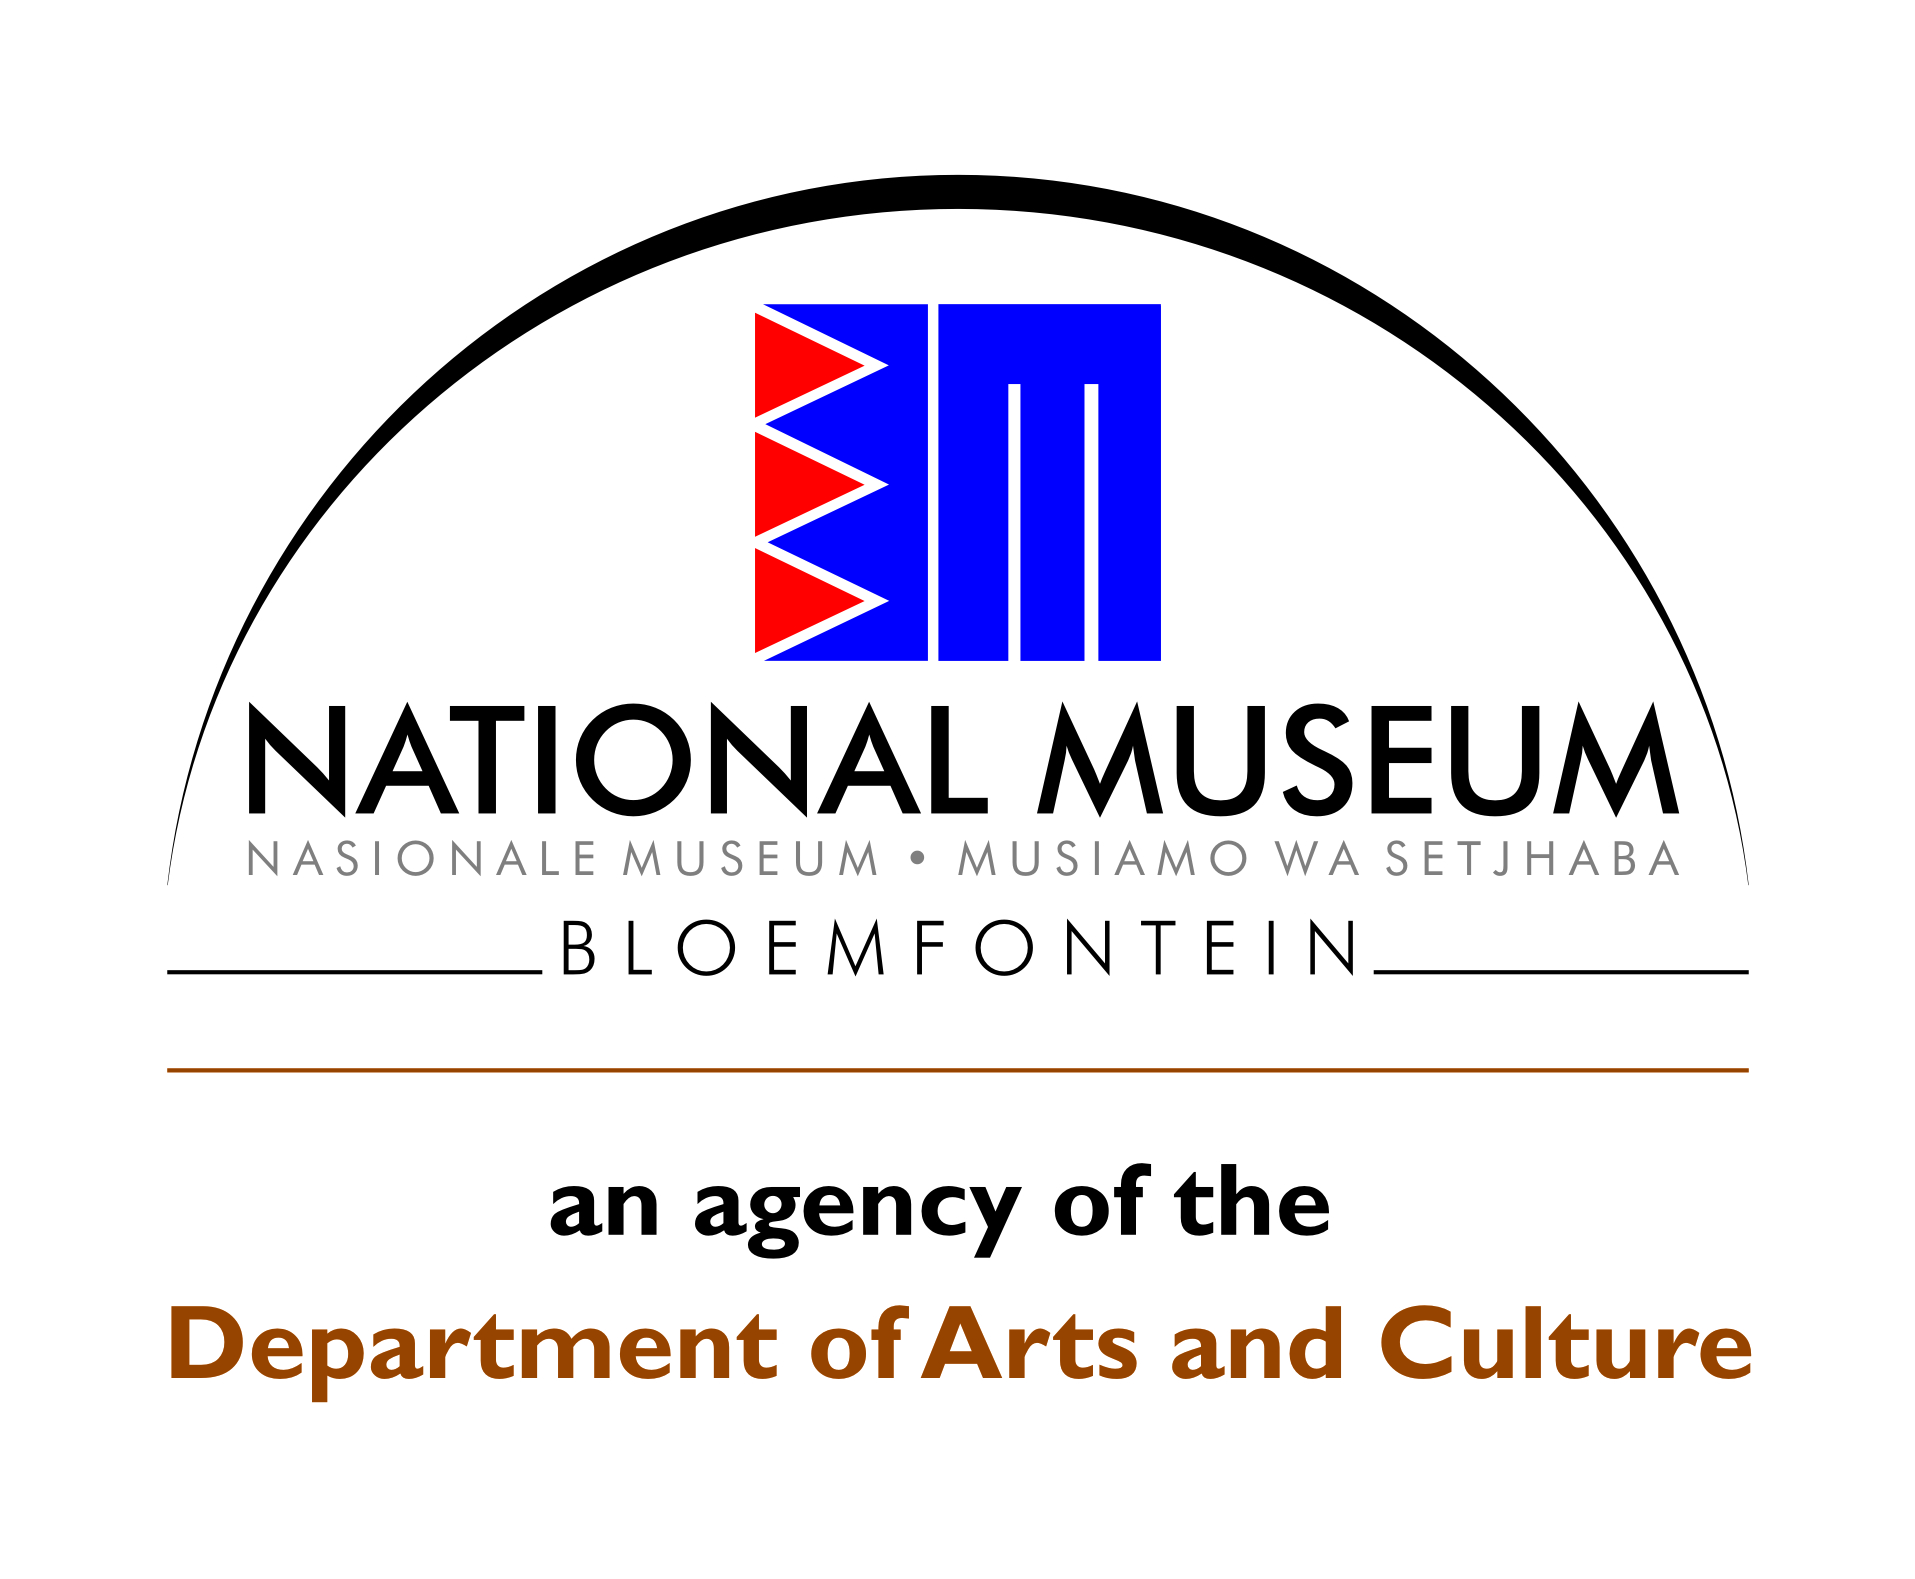 NATIONAL MUSEUM
NASIONALE MUSEUM • MUSIAMO WA SETJHABA
BLOEMFONTEIN
an agency of the
Department of Arts and Culture